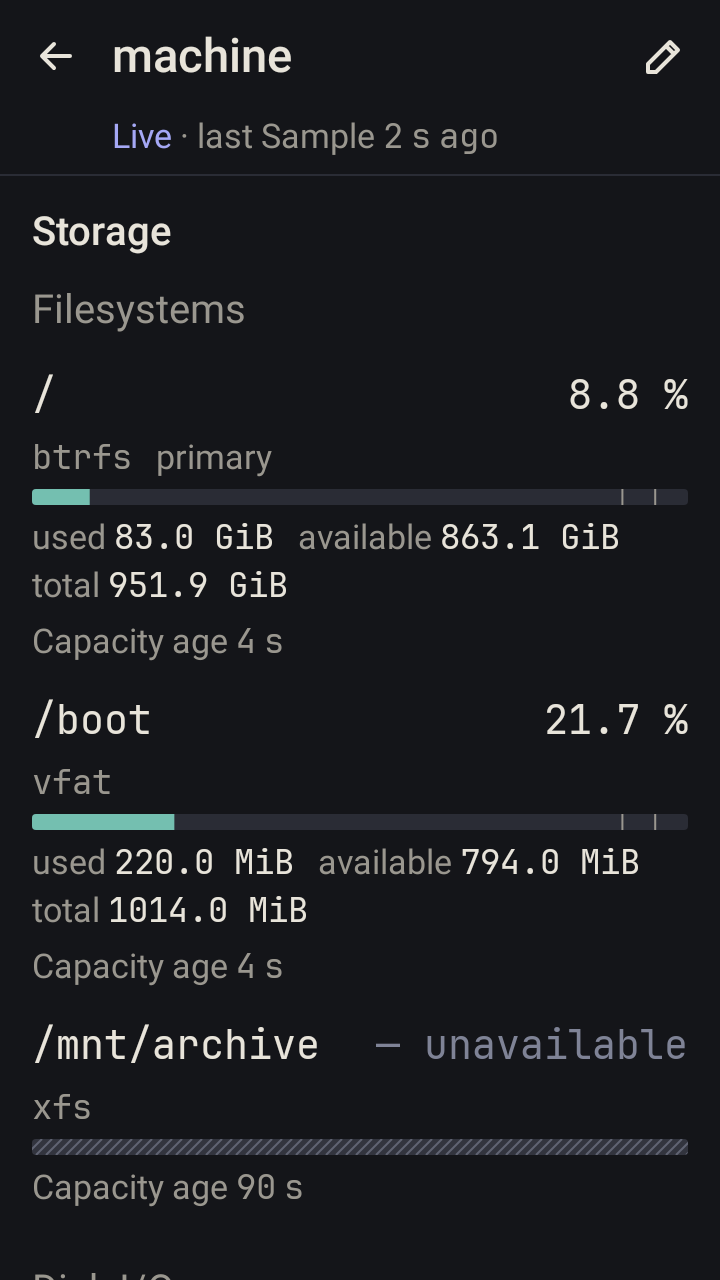 machine
Live · last Sample 2 s ago
Storage
Filesystems
/ 8.8 %
btrfs primary
used 83.0 GiB available 863.1 GiB
total 951.9 GiB
Capacity age 4 s
/boot 21.7 %
vfat
used 220.0 MiB available 794.0 MiB
total 1014.0 MiB
Capacity age 4 s
/mnt/archive — unavailable
xfs
Capacity age 90 s
Disk I/O